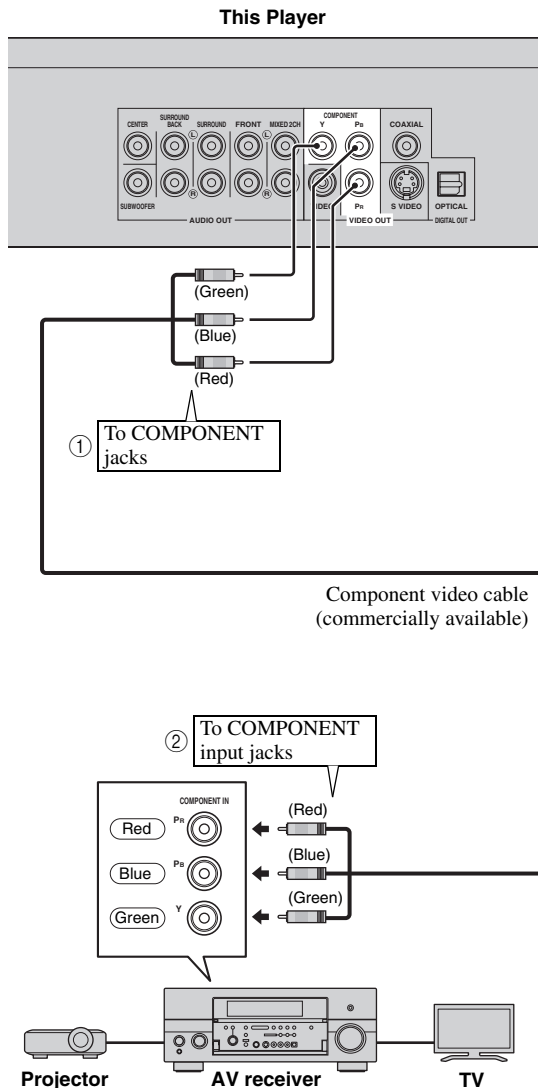 This Player
COMPONENT
CENTER SURROUND BACK SURROUND FRONT MIXED 2CH Y PB COAXIAL
L L
R R
SUBWOOFER PR S VIDEO OPTICAL
AUDIO OUT VIDEO OUT DIGITAL OUT
(Green)
(Blue)
(Red)
① To COMPONENT
jacks
Component video cable
(commercially available)
② To COMPONENT
input jacks
COMPONENT IN
Red PR (Red)
Blue PB (Blue)
Green Y (Green)
Projector AV receiver TV